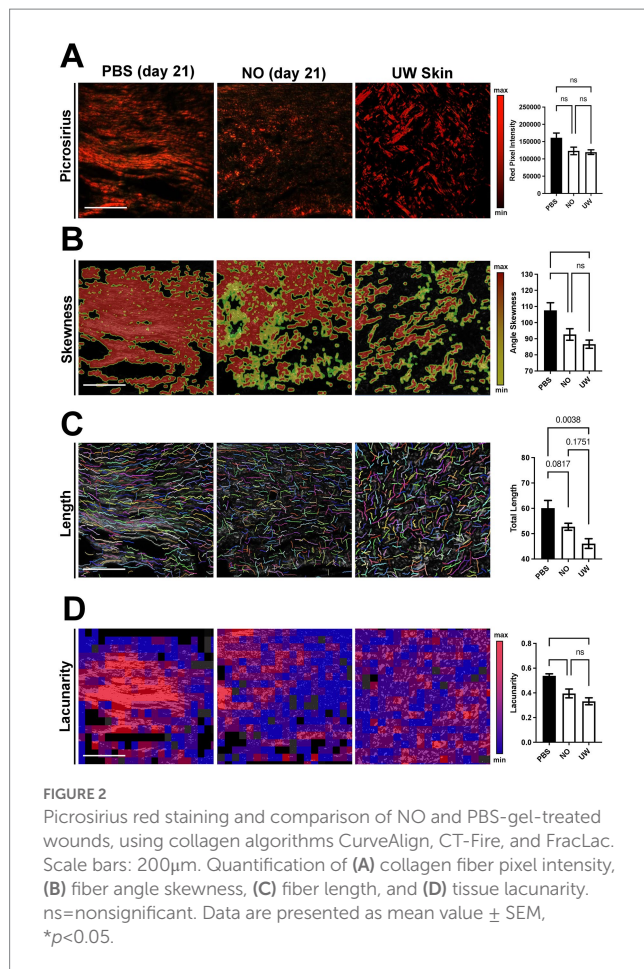 A
PBS (day 21) NO (day 21) UW Skin
Picrosirius
max
min
Red Pixel Intensity
250000
200000
150000
100000
50000
0
ns
ns ns
PBS NO UW
B
Skewness
max
min
Angle Skewness
130
120
110
100
90
80
70
ns
PBS NO UW
C
Length
Total Length
80
70
60
50
40
0.0038
0.1751
0.0817
PBS NO UW
D
Lacunarity
max
min
Lacunarity
0.8
0.6
0.4
0.2
0.0
ns
PBS NO UW
FIGURE 2
Picrosirius red staining and comparison of NO and PBS-gel-treated
wounds, using collagen algorithms CurveAlign, CT-Fire, and FracLac.
Scale bars: 200μm. Quantification of (A) collagen fiber pixel intensity,
(B) fiber angle skewness, (C) fiber length, and (D) tissue lacunarity.
ns=nonsignificant. Data are presented as mean value ± SEM,
*p<0.05.